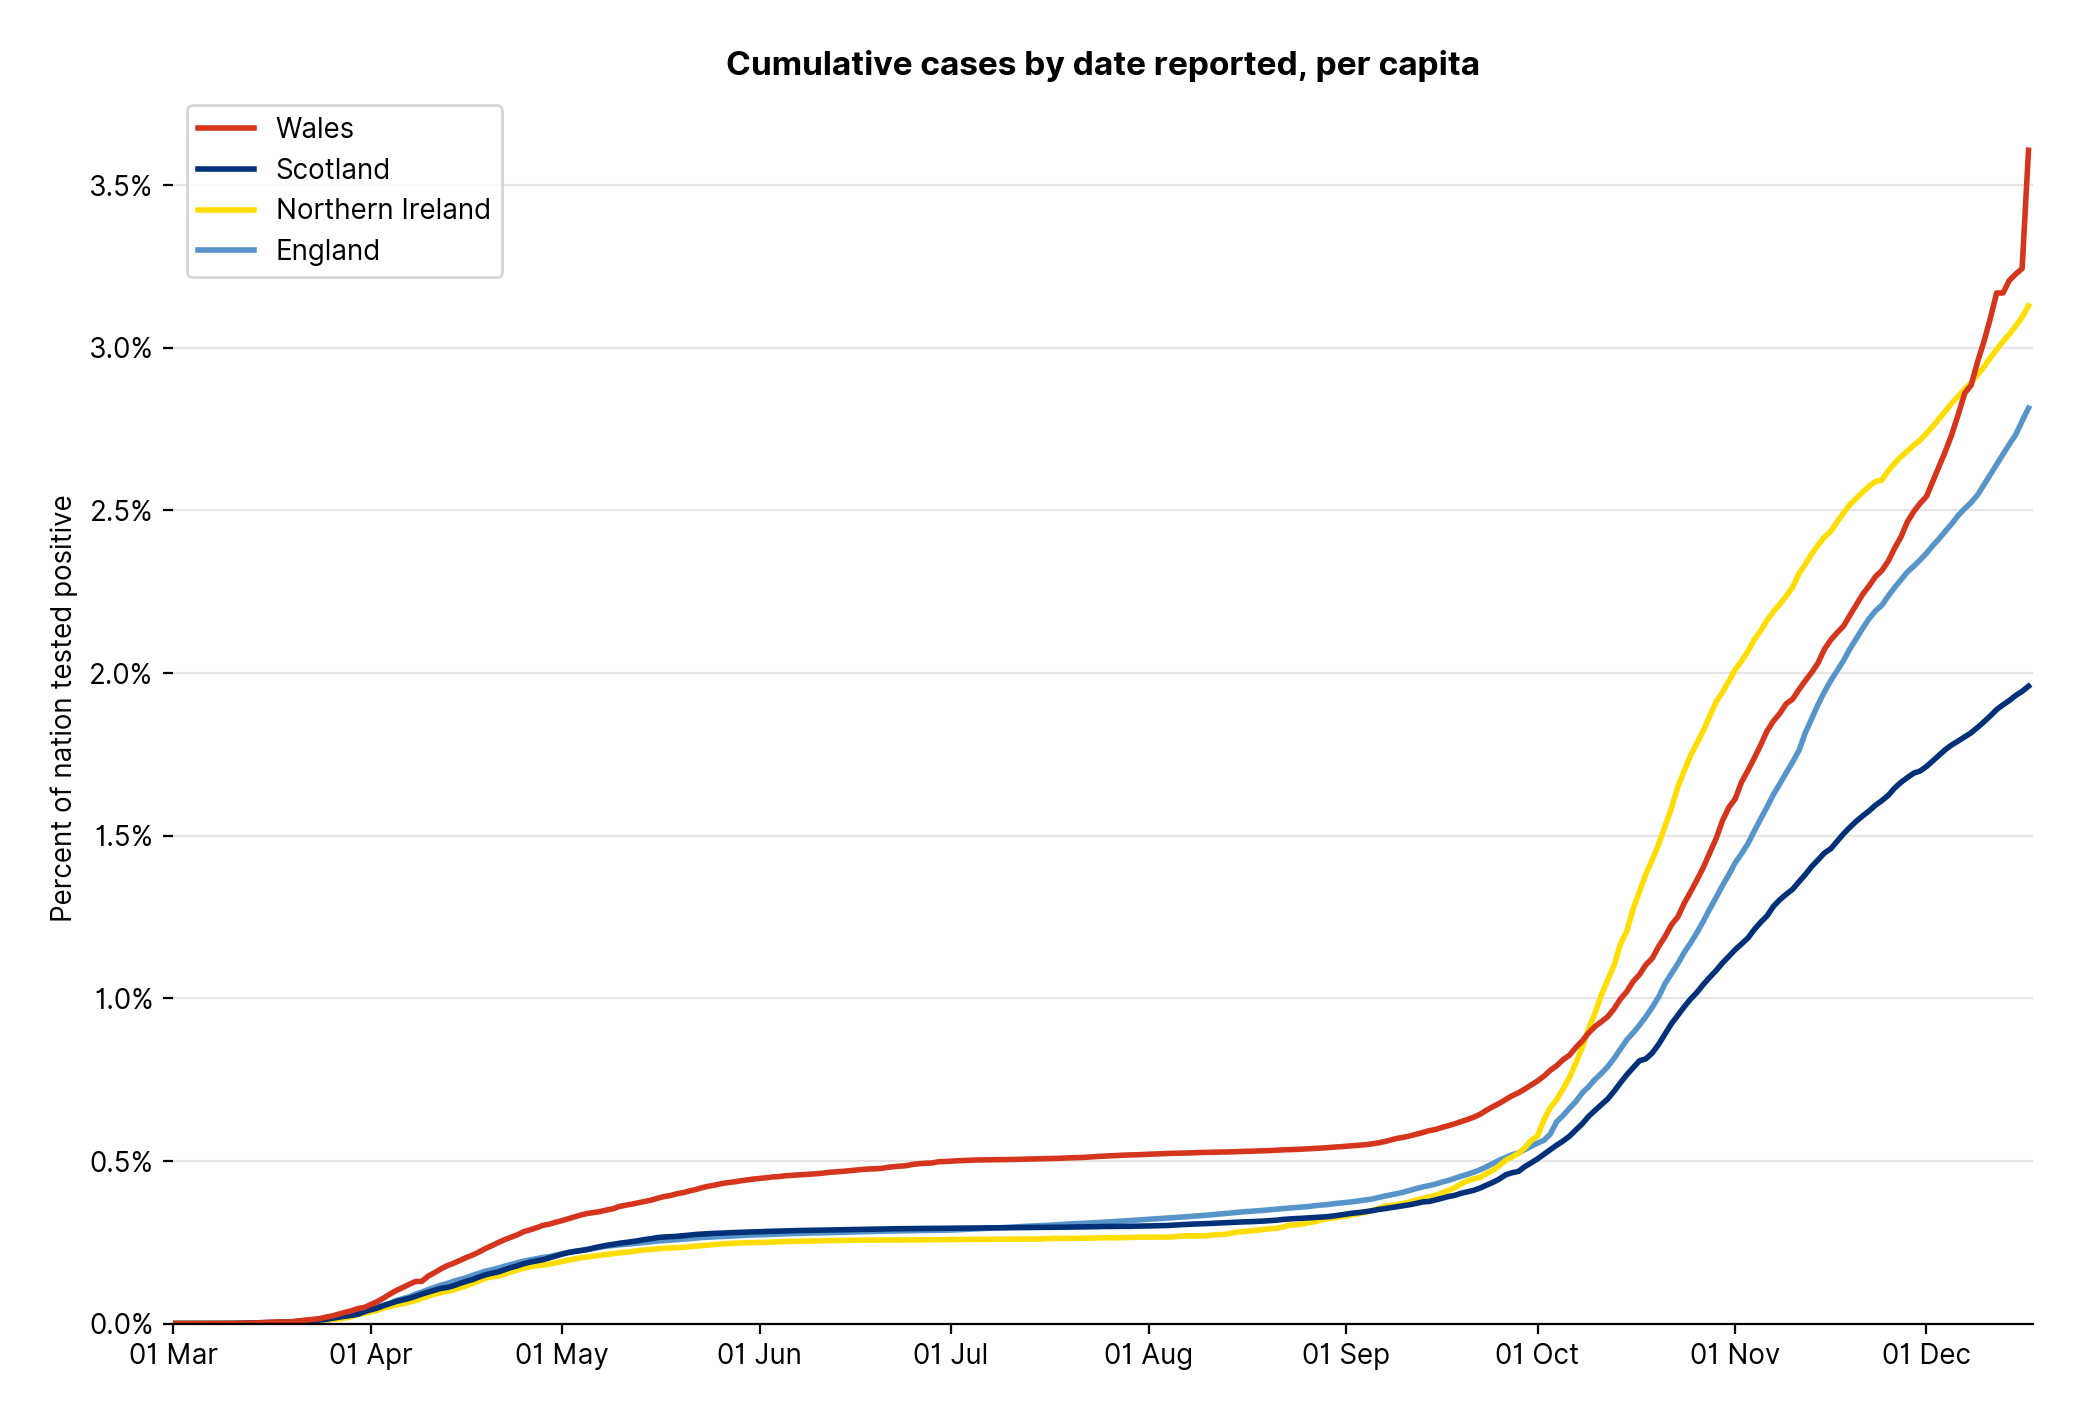 Cumulative cases by date reported, per capita
Wales
Scotland
Northern Ireland
England
Percent of nation tested positive
3.5%
3.0%
2.5%
2.0%
1.5%
1.0%
0.5%
0.0%
01 Mar 01 Apr 01 May 01 Jun 01 Jul 01 Aug 01 Sep 01 Oct 01 Nov 01 Dec